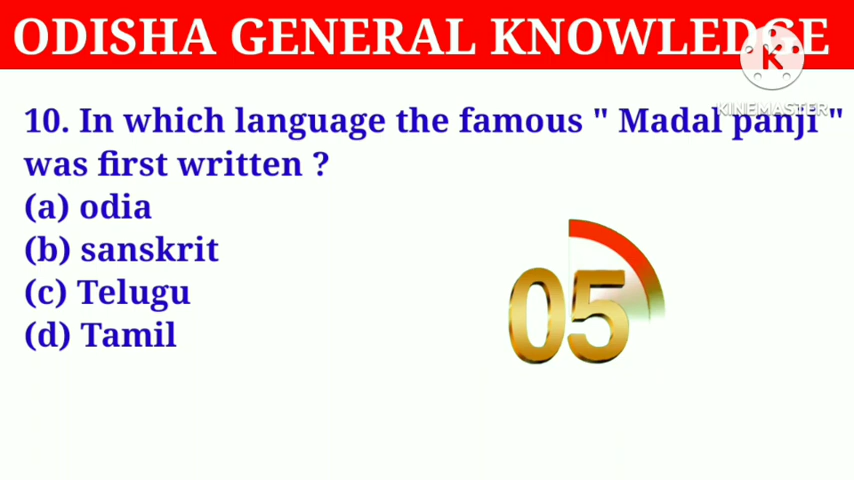 ODISHA GENERAL KNOWLEDGE
K
KINEMASTER
10. In which language the famous " Madal panji "
was first written ?
(a) odia
(b) sanskrit
(c) Telugu
(d) Tamil
05